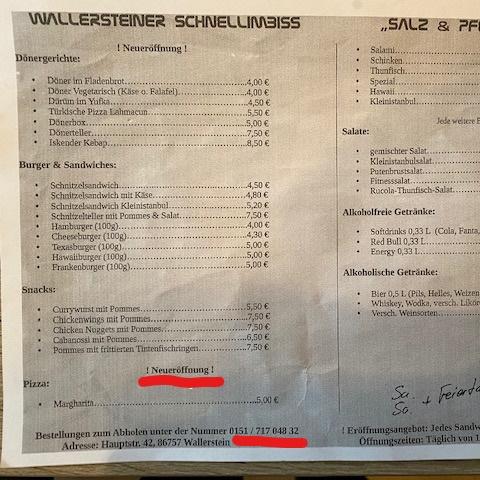 WALLERSTEINER SCHNELLIMBISS
! Neueröffnung !
Dönergerichte:
• Döner im Fladenbrot 4,00 €
• Döner Vegetarisch (Käse o. Falafel) 4,00 €
• Dürüm im Yufka 4,50 €
• Türkische Pizza Lahmacun 5,50 €
• Dönerbox 5,00 €
• Dönerteller 7,50 €
• Iskender Kebap 8,50 €
Burger & Sandwiches:
• Schnitzelsandwich 4,50 €
• Schnitzelsandwich mit Käse 4,80 €
• Schnitzelsandwich Kleinistanbul 5,20 €
• Schnitzelteller mit Pommes & Salat 7,50 €
• Hamburger (100g) 4,00 €
• Cheeseburger (100g) 4,30 €
• Texasburger (100g) 5,00 €
• Hawaiiburger (100g) 5,00 €
• Frankenburger (100g) 5,00 €
Snacks:
• Currywurst mit Pommes 5,50 €
• Chickenwings mit Pommes 7,50 €
• Chicken Nuggets mit Pommes 7,50 €
• Cabanossi mit Pommes 6,50 €
• Pommes mit frittierten Tintenfischringen 7,50 €
! Neueröffnung !
Pizza:
• Margharita 5,00 €
Bestellungen zum Abholen unter der Nummer 0151 / 717 048 32
Adresse: Hauptstr. 42, 86757 Wallerstein
„SALZ & PF
• Salami
• Schinken
• Thunfisch
• Spezial
• Hawaii
• Kleinistanbul
Jede weitere
Salate:
• gemischter Salat
• Kleinistanbulsalat
• Putenbrustsalat
• Fitnesssalat
• Rucola-Thunfisch-Salat
Alkoholfreie Getränke:
• Softdrinks 0,33 L (Cola, Fanta,
• Red Bull 0,33 L
• Energy 0,33 L
Alkoholische Getränke:
• Bier 0,5 L (Pils, Helles, Weizen
• Whiskey, Wodka, versch. Likör
• Versch. Weinsorten
Sa.
So. + Feierta
! Eröffnungsangebot: Jedes Sandw
Öffnungszeiten: Täglich von 1